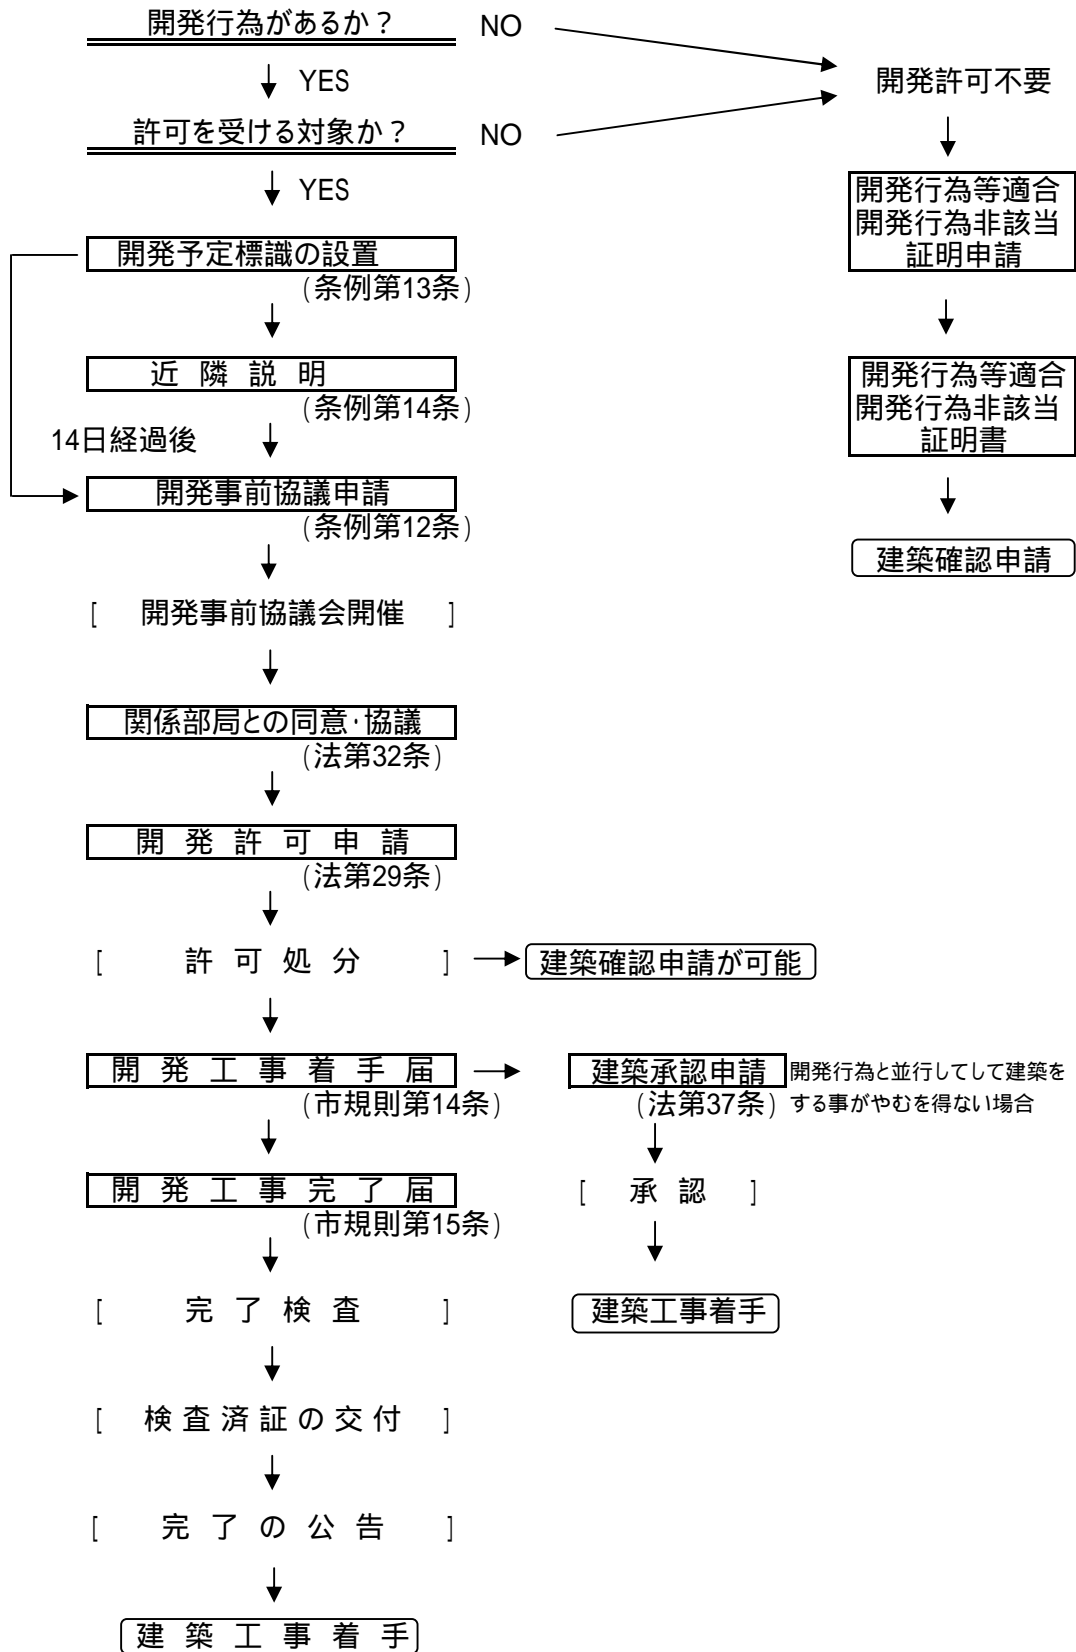 開発行為があるか？ NO
YES
開発許可不要
許可を受ける対象か？ NO
YES
開発行為等適合
開発行為非該当
証明申請
開発予定標識の設置
(条例第13条)
近隣説明
(条例第14条)
開発行為等適合
開発行為非該当
証明書
14日経過後
開発事前協議申請
(条例第12条)
建築確認申請
[ 開発事前協議会開催 ]
関係部局との同意・協議
(法第32条)
開発許可申請
(法第29条)
[ 許可処分 ] 建築確認申請が可能
開発工事着手届
(市規則第14条)
建築承認申請 開発行為と並行してして建築を
(法第37条) する事がやむを得ない場合
開発工事完了届
(市規則第15条)
[ 承認 ]
[ 完了検査 ] 建築工事着手
[ 検査済証の交付 ]
[ 完了の公告 ]
建築工事着手